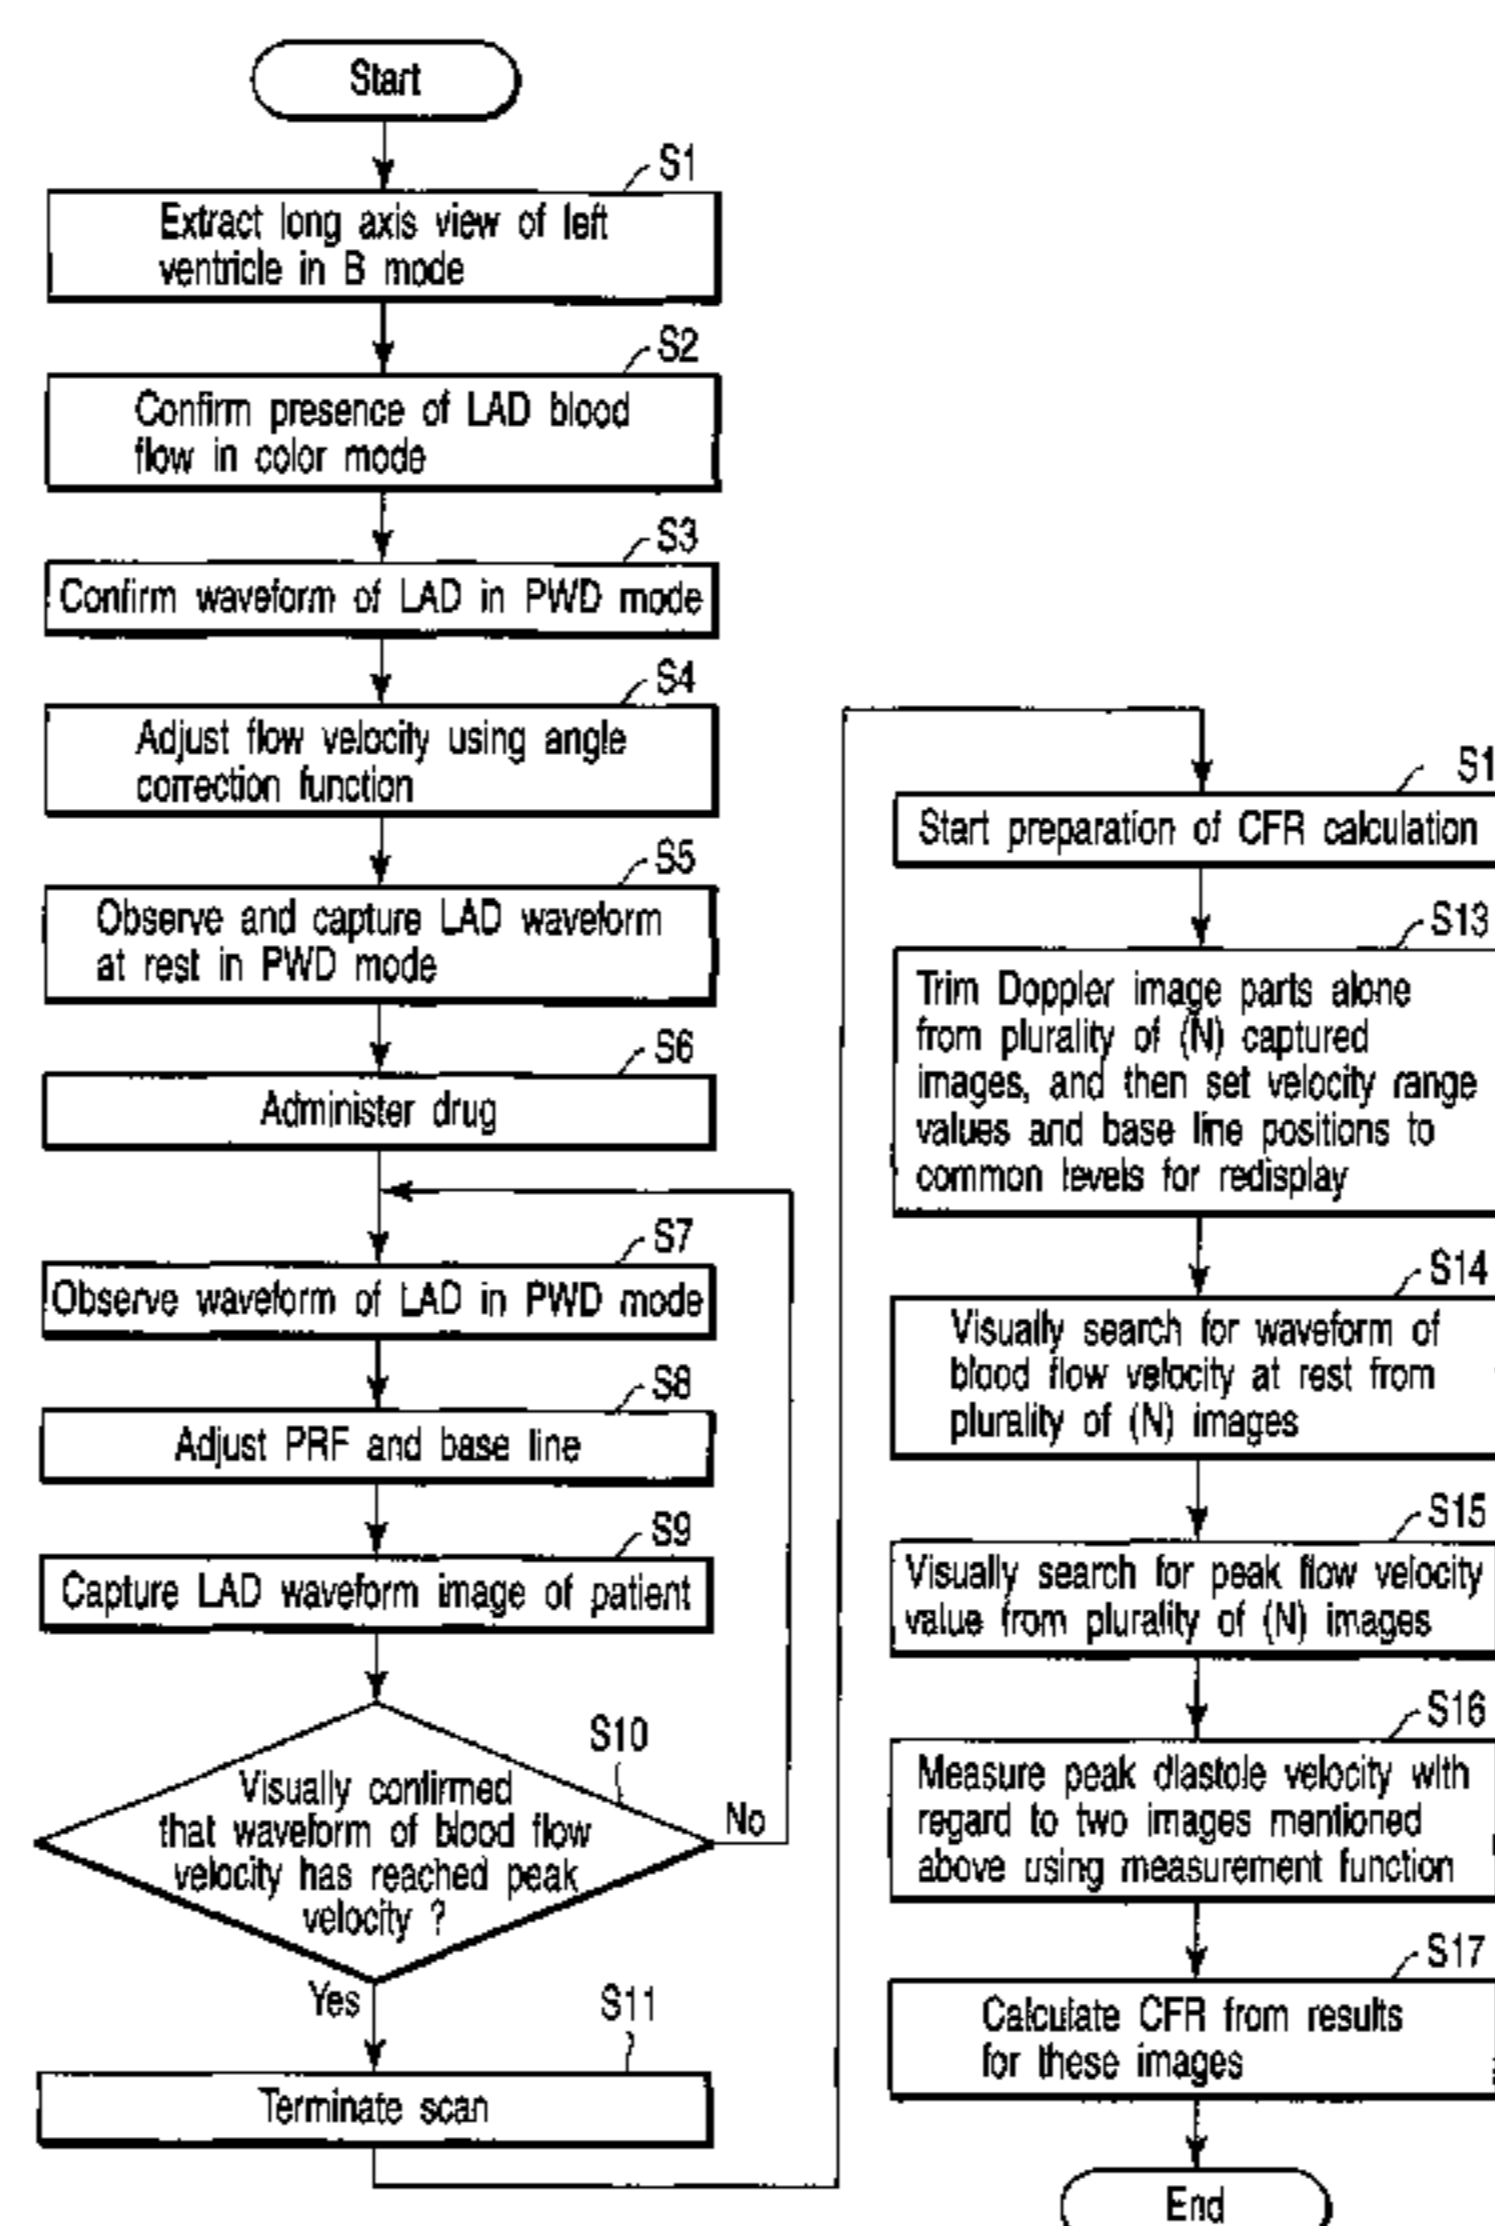 Start
S1
Extract long axis view of left
ventricle in B mode
S2
Confirm presence of LAD blood
flow in color mode
S3
Confirm waveform of LAD in PWD mode
S4
Adjust flow velocity using angle
correction function
S5
Observe and capture LAD waveform
at rest in PWD mode
S6
Administer drug
S7
Observe waveform of LAD in PWD mode
S8
Adjust PRF and base line
S9
Capture LAD waveform image of patient
S10
Visually confirmed
that waveform of blood flow
velocity has reached peak
velocity ?
No
Yes
S11
Terminate scan
S1
Start preparation of CFR calculation
S13
Trim Doppler image parts alone
from plurality of (N) captured
images, and then set velocity range
values and base line positions to
common levels for redisplay
S14
Visually search for waveform of
blood flow velocity at rest from
plurality of (N) images
S15
Visually search for peak flow velocity
value from plurality of (N) images
S16
Measure peak diastole velocity with
regard to two images mentioned
above using measurement function
S17
Calculate CFR from results
for these images
End